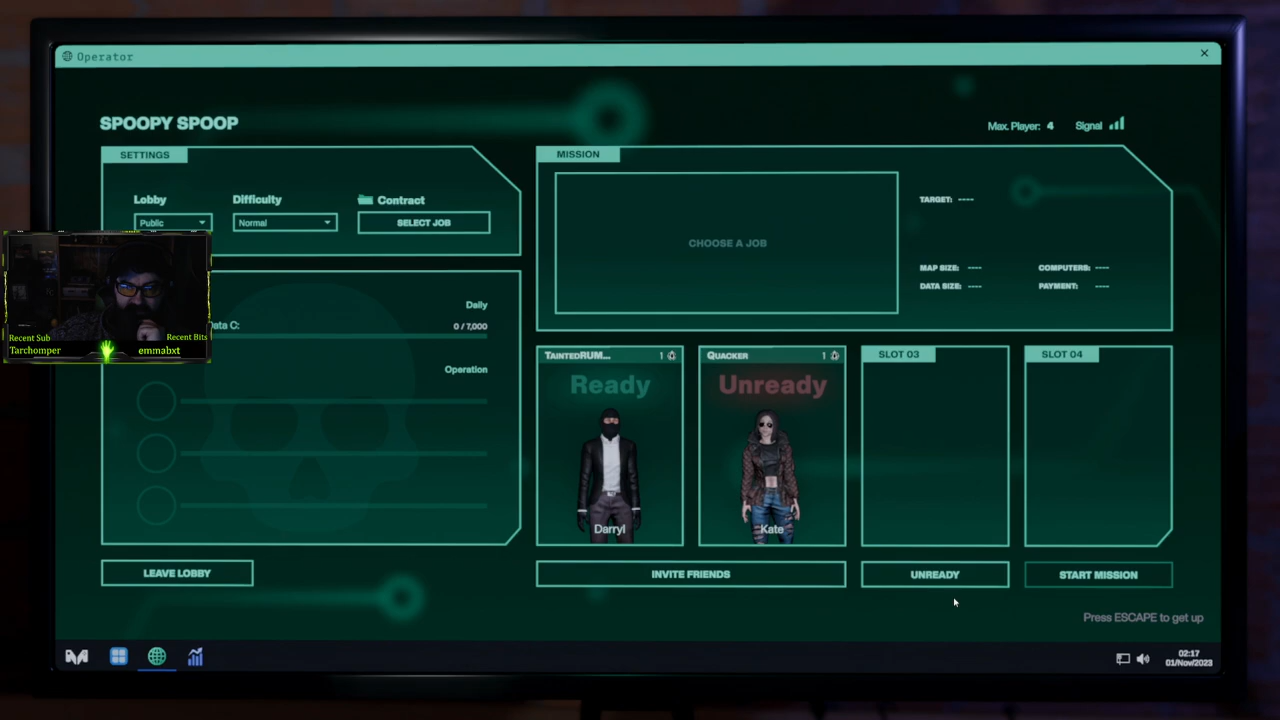 Operator
SPOOPY SPOOP
Max. Player: 4 Signal
SETTINGS
Lobby Difficulty Contract
Public Normal SELECT JOB
Daily
ata C: 0 / 7,000
Operation
Recent Sub Recent Bits
Tarchomper emmabxt
LEAVE LOBBY
MISSION
CHOOSE A JOB
TARGET: ----
MAP SIZE: ---- COMPUTERS: ----
DATA SIZE: ---- PAYMENT: ----
TAINTEDRUM... 1
Ready
Darryl
QUACKER 1
Unready
Kate
SLOT 03
SLOT 04
INVITE FRIENDS UNREADY START MISSION
Press ESCAPE to get up
02:17
01/Nov/2023